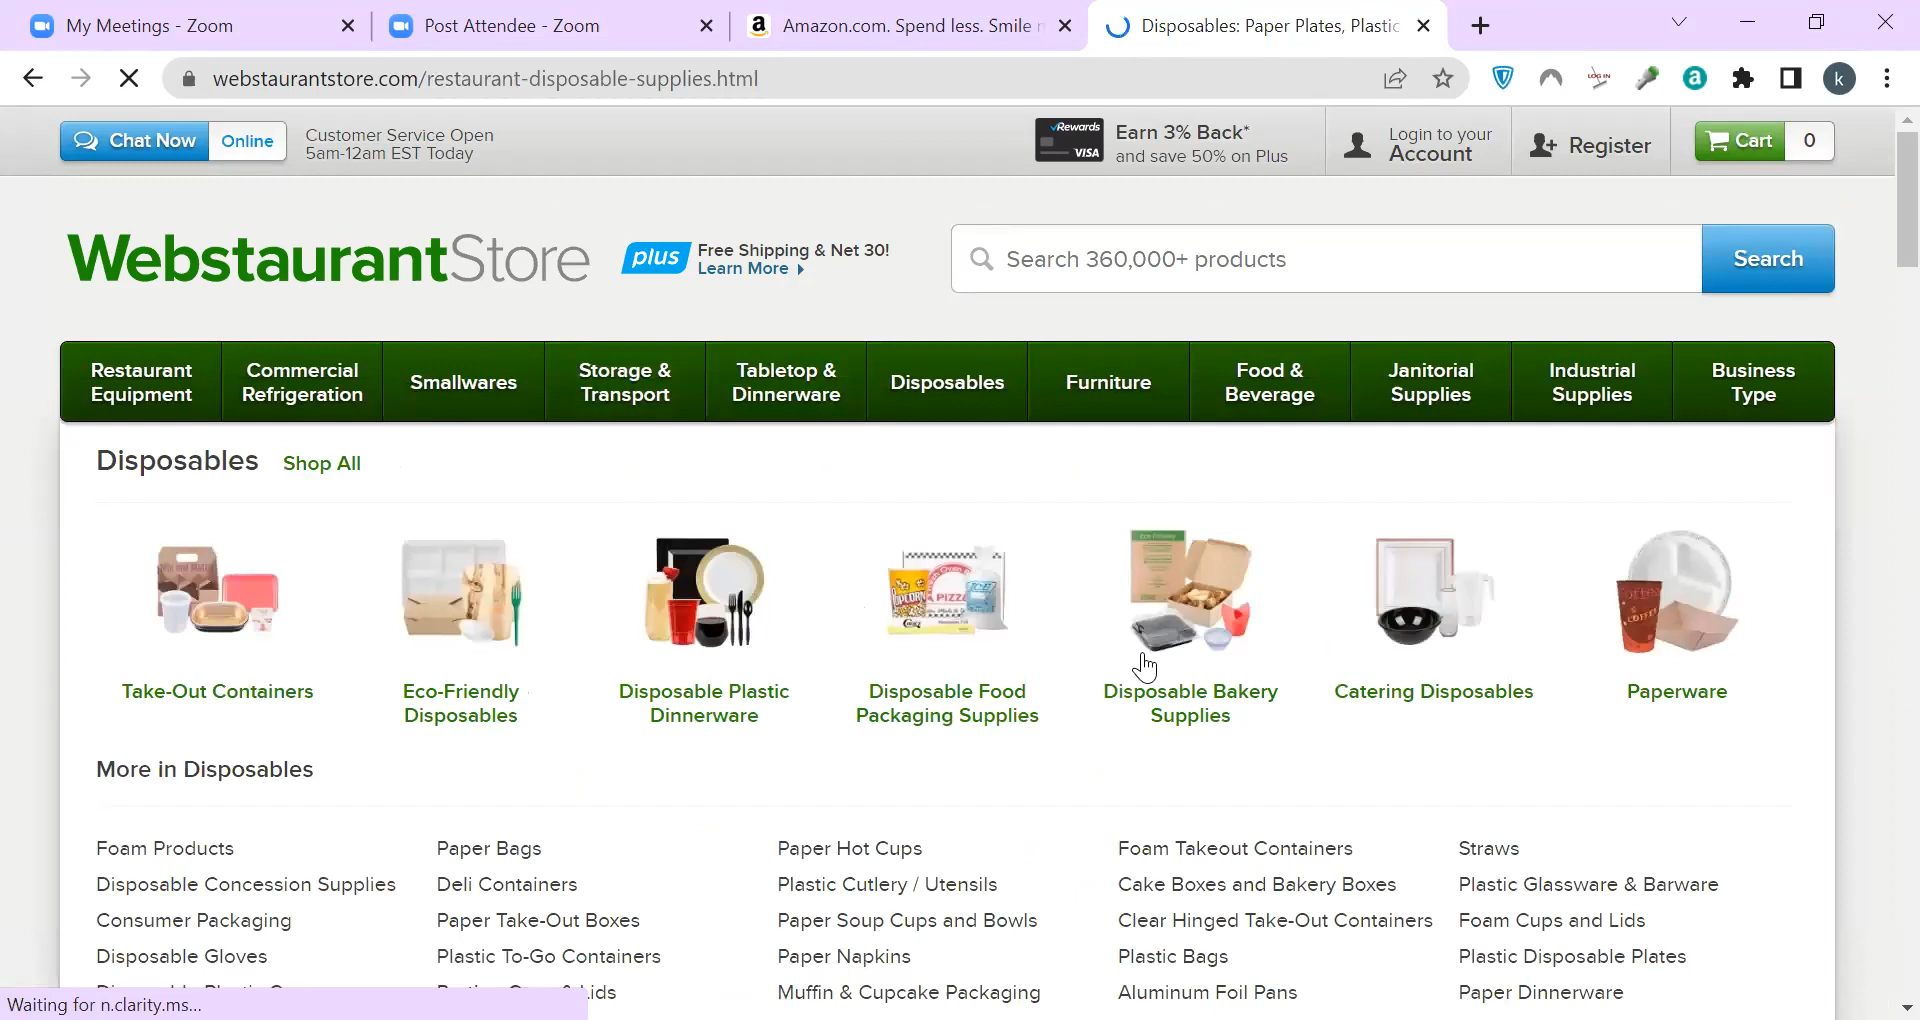 My Meetings - Zoom
Post Attendee - Zoom
Amazon.com. Spend less. Smile
Disposables: Paper Plates, Plastic
webstaurantstore.com/restaurant-disposable-supplies.html
LOG IN
a
k
Chat Now Online
Customer Service Open
5am-12am EST Today
Rewards
VISA
Earn 3% Back*
and save 50% on Plus
Login to your
Account
Register
Cart 0
WebstaurantStore
plus
Free Shipping & Net 30!
Learn More
Search 360,000+ products
Search
Restaurant Equipment
Commercial Refrigeration
Smallwares
Storage & Transport
Tabletop & Dinnerware
Disposables
Furniture
Food & Beverage
Janitorial Supplies
Industrial Supplies
Business Type
Disposables Shop All
POPCORN
PIZZA
ICE
COFFEE
Take-Out Containers
Eco-Friendly Disposables
Disposable Plastic Dinnerware
Disposable Food Packaging Supplies
Disposable Bakery Supplies
Catering Disposables
Paperware
More in Disposables
Foam Products
Paper Bags
Paper Hot Cups
Foam Takeout Containers
Straws
Disposable Concession Supplies
Deli Containers
Plastic Cutlery / Utensils
Cake Boxes and Bakery Boxes
Plastic Glassware & Barware
Consumer Packaging
Paper Take-Out Boxes
Paper Soup Cups and Bowls
Clear Hinged Take-Out Containers
Foam Cups and Lids
Disposable Gloves
Plastic To-Go Containers
Paper Napkins
Plastic Bags
Plastic Disposable Plates
Muffin & Cupcake Packaging
Aluminum Foil Pans
Paper Dinnerware
Waiting for n.clarity.ms...